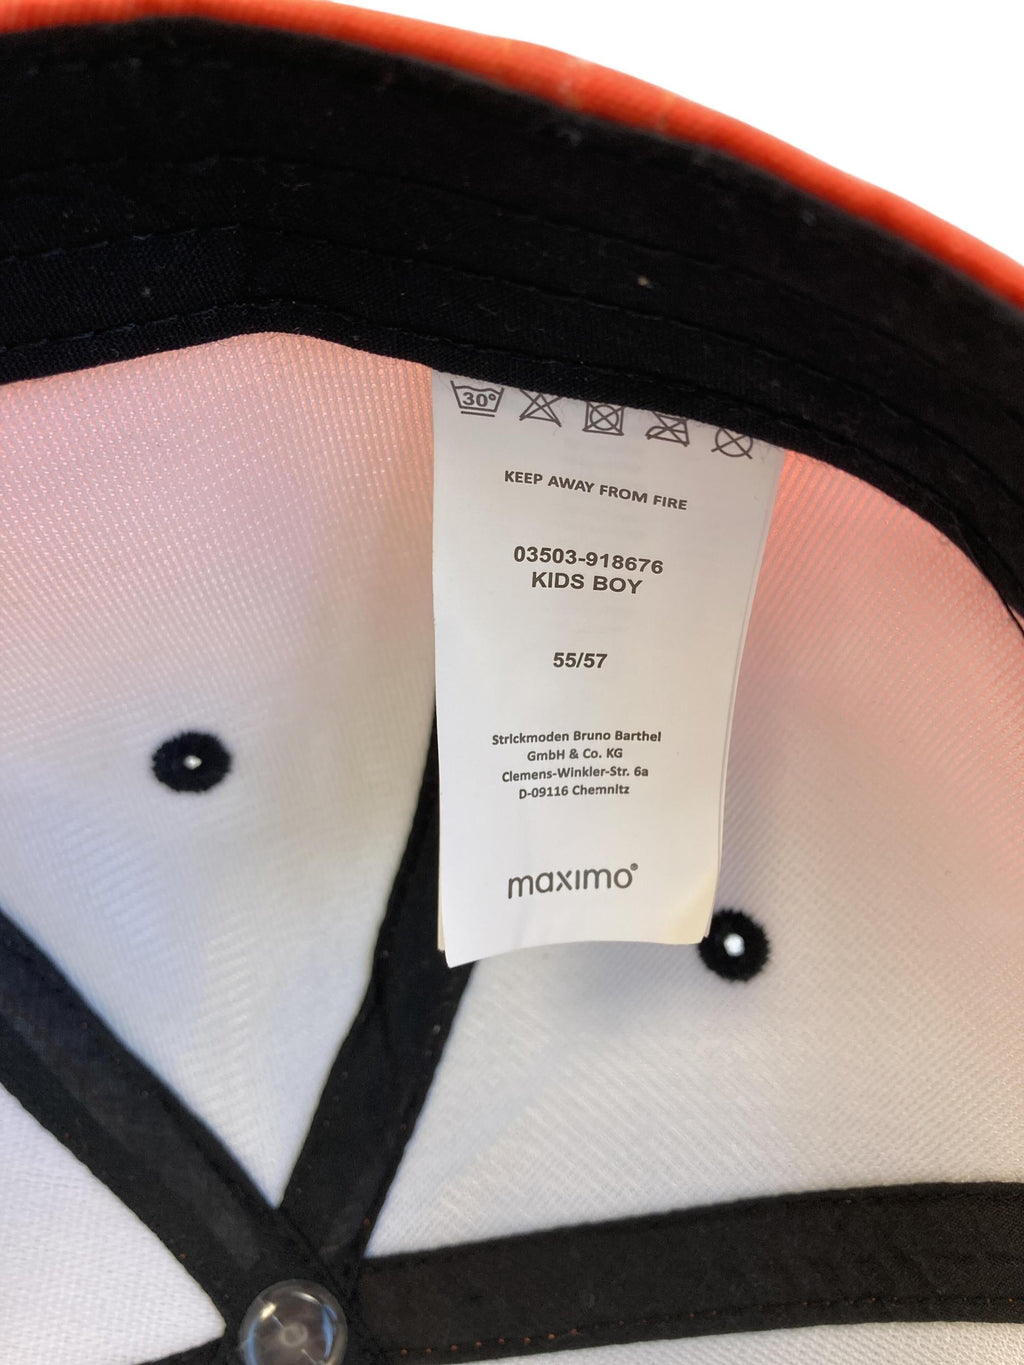 30°
KEEP AWAY FROM FIRE
03503-918676
KIDS BOY
55/57
Strickmoden Bruno Barthel
GmbH & Co. KG
Clemens-Winkler-Str. 6a
D-09116 Chemnitz
maximo®